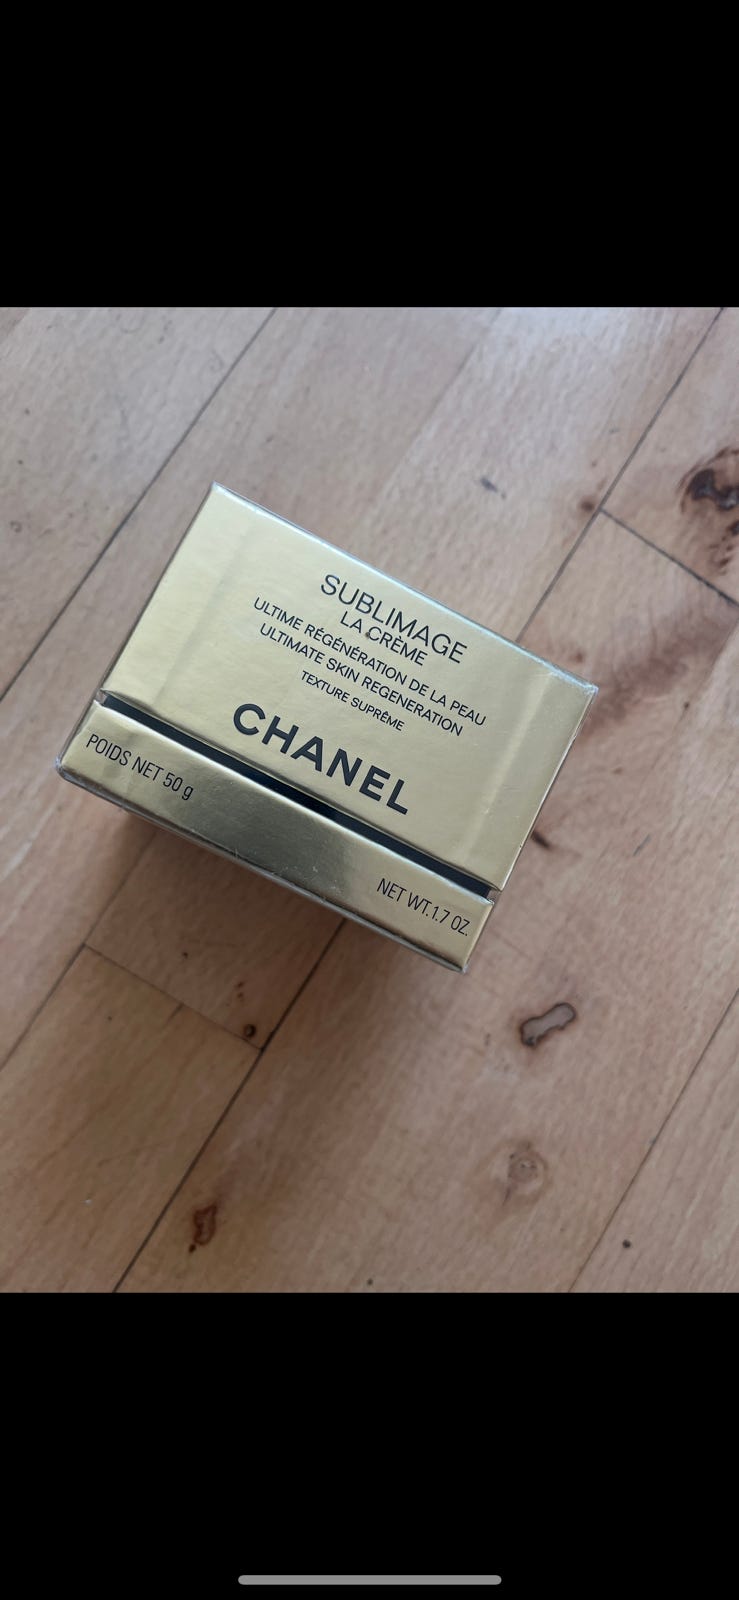 SUBLIMAGE
LA CRÈME
ULTIME RÉGÉNÉRATION DE LA PEAU
ULTIMATE SKIN REGENERATION
TEXTURE SUPRÊME
CHANEL
POIDS NET 50 g
NET WT.1.7 OZ.